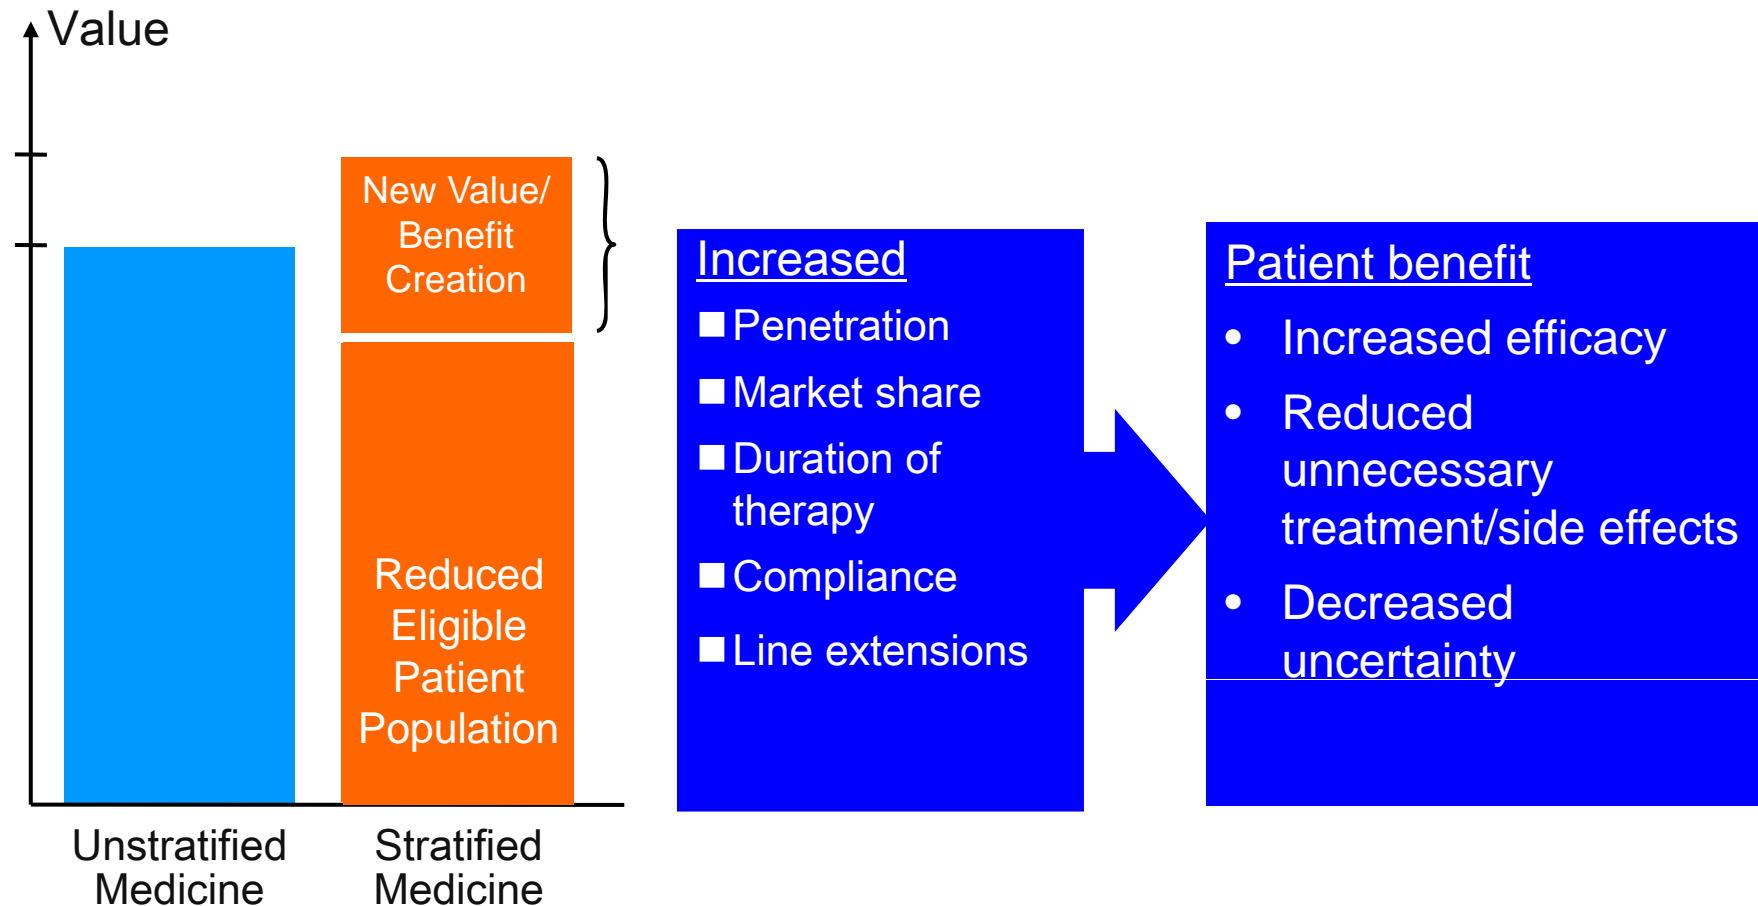 Value
New Value/
Benefit
Creation
Reduced
Eligible
Patient
Population
Unstratified
Medicine
Stratified
Medicine
Increased
■ Penetration
■ Market share
■ Duration of
therapy
■ Compliance
■ Line extensions
Patient benefit
• Increased efficacy
• Reduced
unnecessary
treatment/side effects
• Decreased
uncertainty